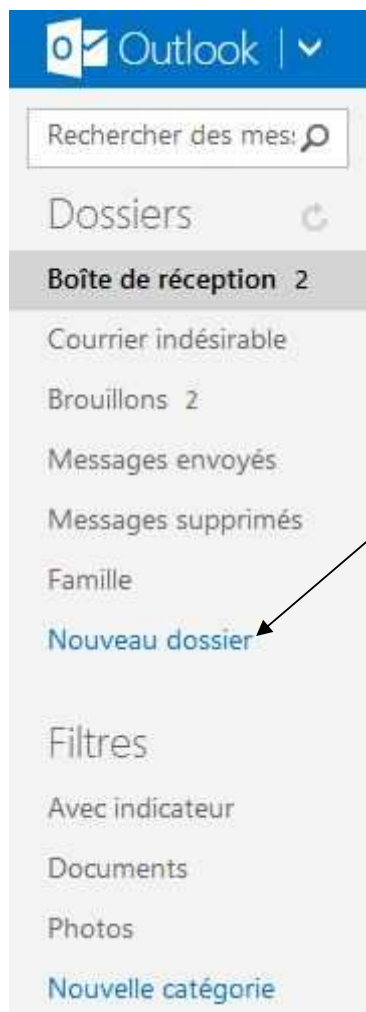 Outlook
Rechercher des mes
Dossiers
Boîte de réception 2
Courrier indésirable
Brouillons 2
Messages envoyés
Messages supprimés
Famille
Nouveau dossier
Filtres
Avec indicateur
Documents
Photos
Nouvelle catégorie